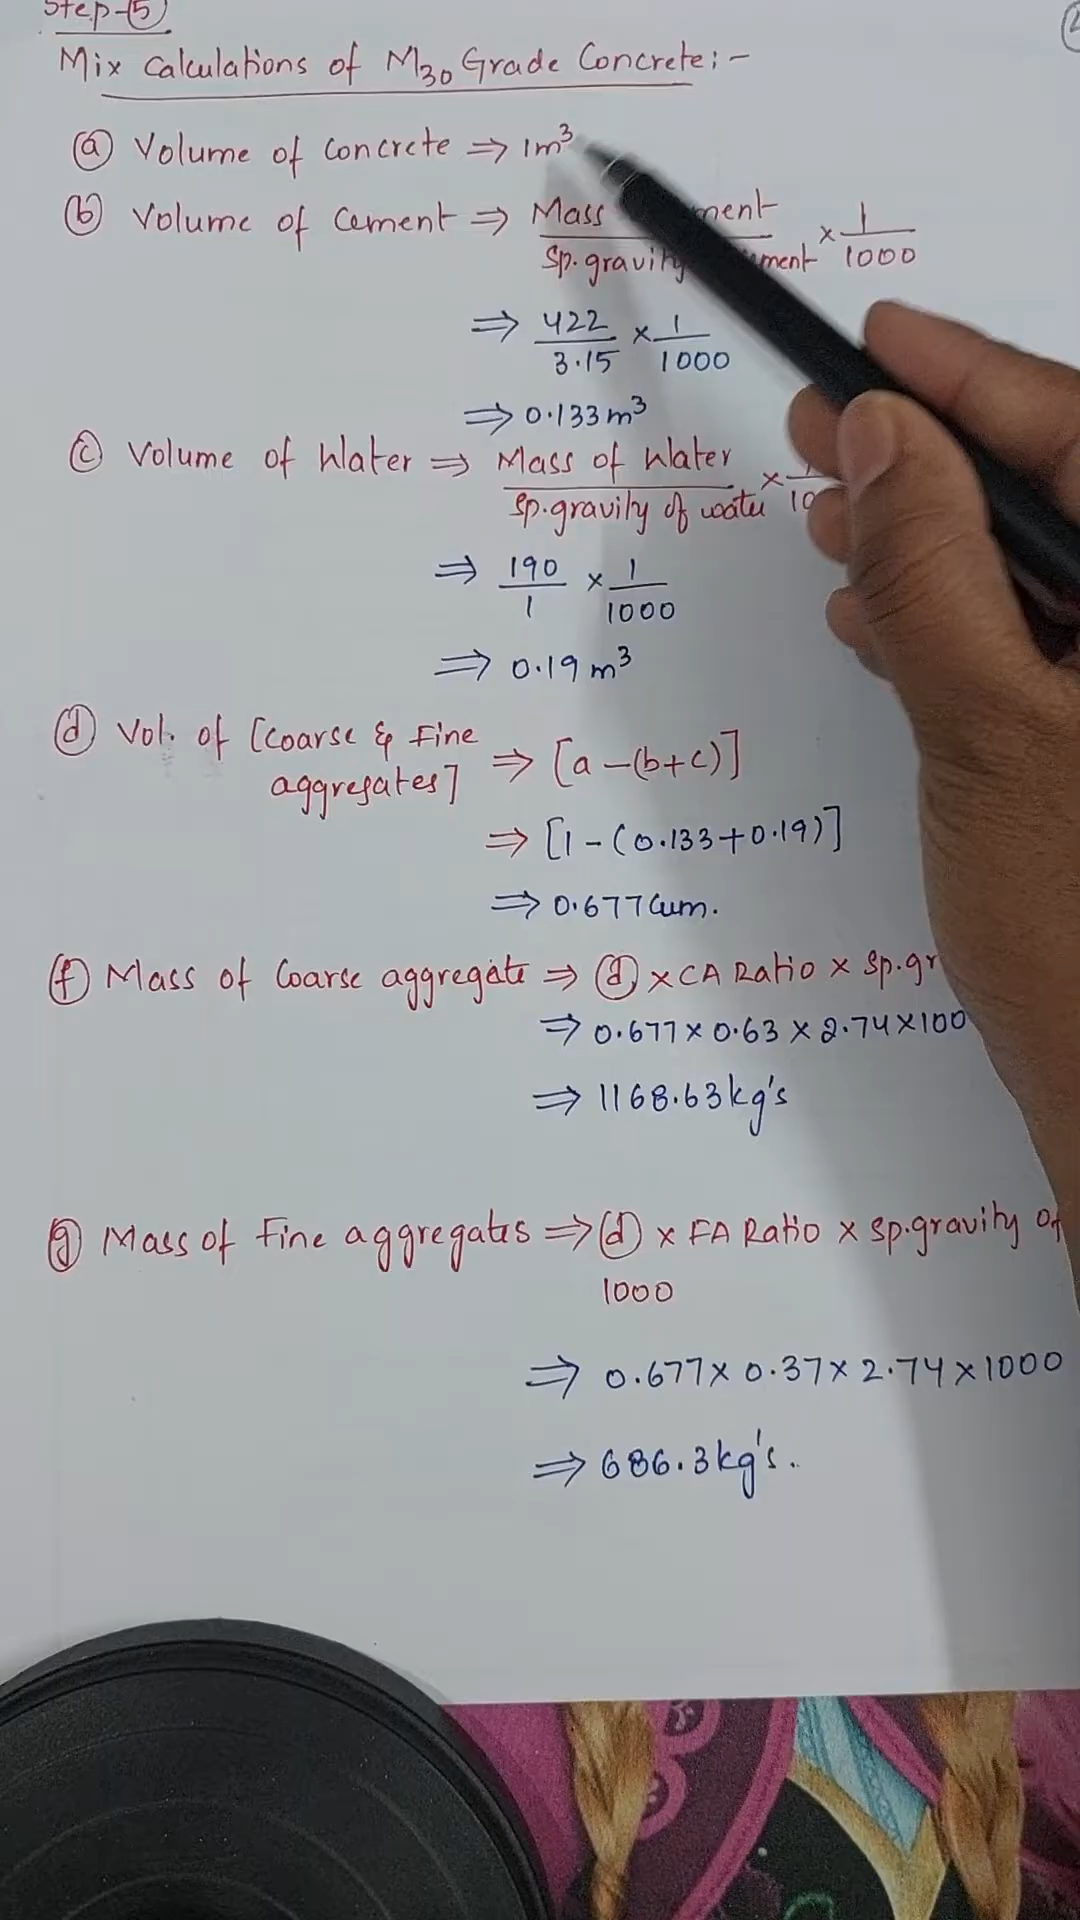 Step-5
Mix Calculations of M30 Grade Concrete:-
(a) Volume of Concrete ⇒ 1m³
(b) Volume of Cement ⇒ Mass
Sp. × 1/1000
⇒ 422/3.15 × 1/1000
⇒ 0.133 m³
(c) Volume of Water ⇒ Mass of Water
Sp.gravity of water ×
⇒ 190/1 × 1/1000
⇒ 0.19 m³
(d) Vol. of [Coarse & Fine
aggregates] ⇒ [a-(b+c)]
⇒ [1-(0.133+0.19)]
⇒ 0.677 Cum.
(f) Mass of Coarse aggregate ⇒ (d) × CA Ratio × Sp.gr
⇒ 0.677 × 0.63 × 2.74 × 100
⇒ 1168.63 kg's
(g) Mass of Fine aggregates ⇒ (d) × FA Ratio × Sp.gravity of
1000
⇒ 0.677 × 0.37 × 2.74 × 1000
⇒ 686.3 kg's.